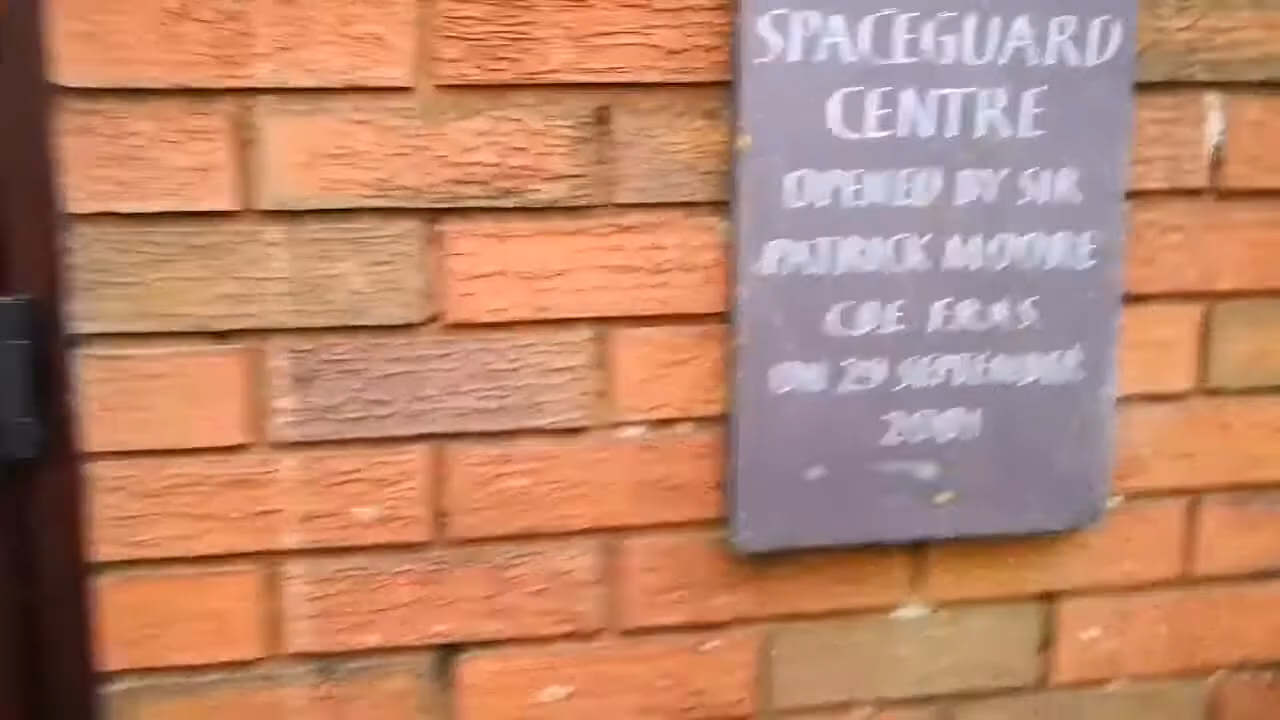 SPACEGUARD
CENTRE
OPENED BY SIR
PATRICK MOORE
CBE FRAS
ON 29 SEPTEMBER
2001